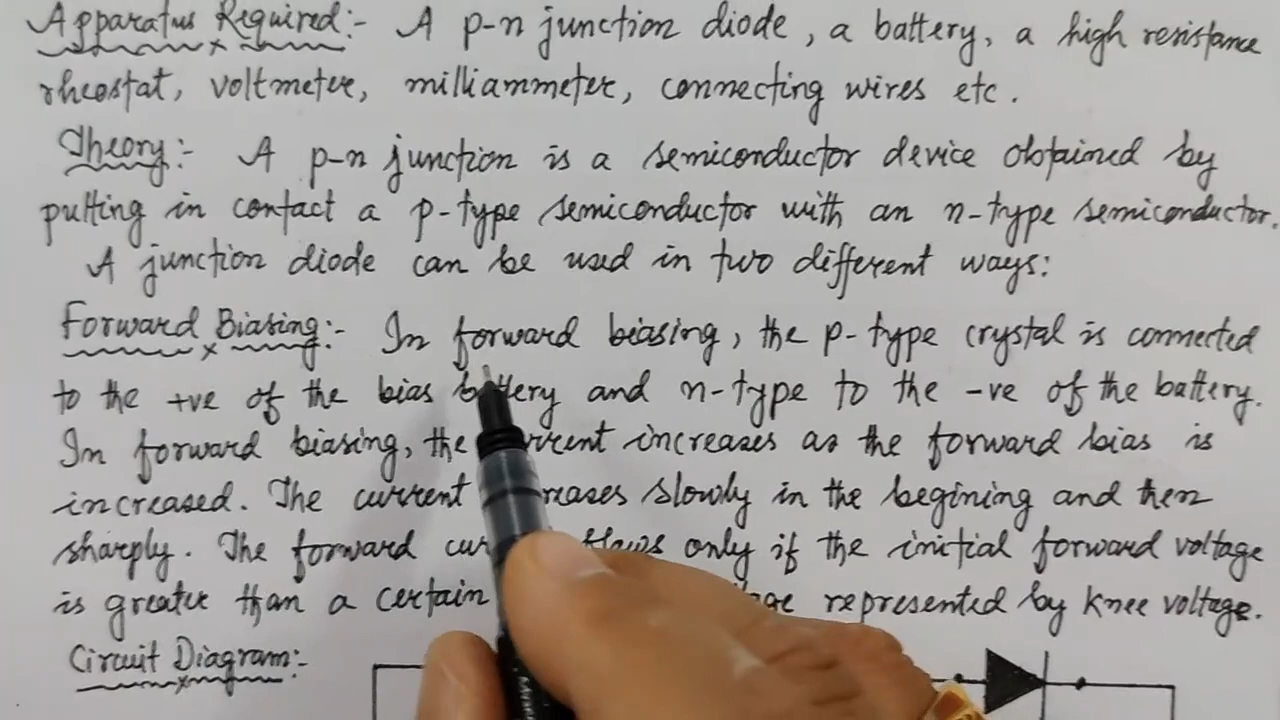 Apparatus Required:- A p-n junction diode, a battery, a high resistance
rheostat, voltmeter, milliammeter, connecting wires etc.
Theory:- A p-n junction is a semiconductor device obtained by
putting in contact a p-type semiconductor with an n-type semiconductor.
A junction diode can be used in two different ways:
Forward Biasing:- In forward biasing, the p-type crystal is connected
to the +ve of the bias battery and n-type to the -ve of the battery.
In forward biasing, the current increases as the forward bias is
increased. The current increases slowly in the begining and then
sharply. The forward flows only if the initial forward voltage
is greater than a certain represented by knee voltage.
Circuit Diagram:-